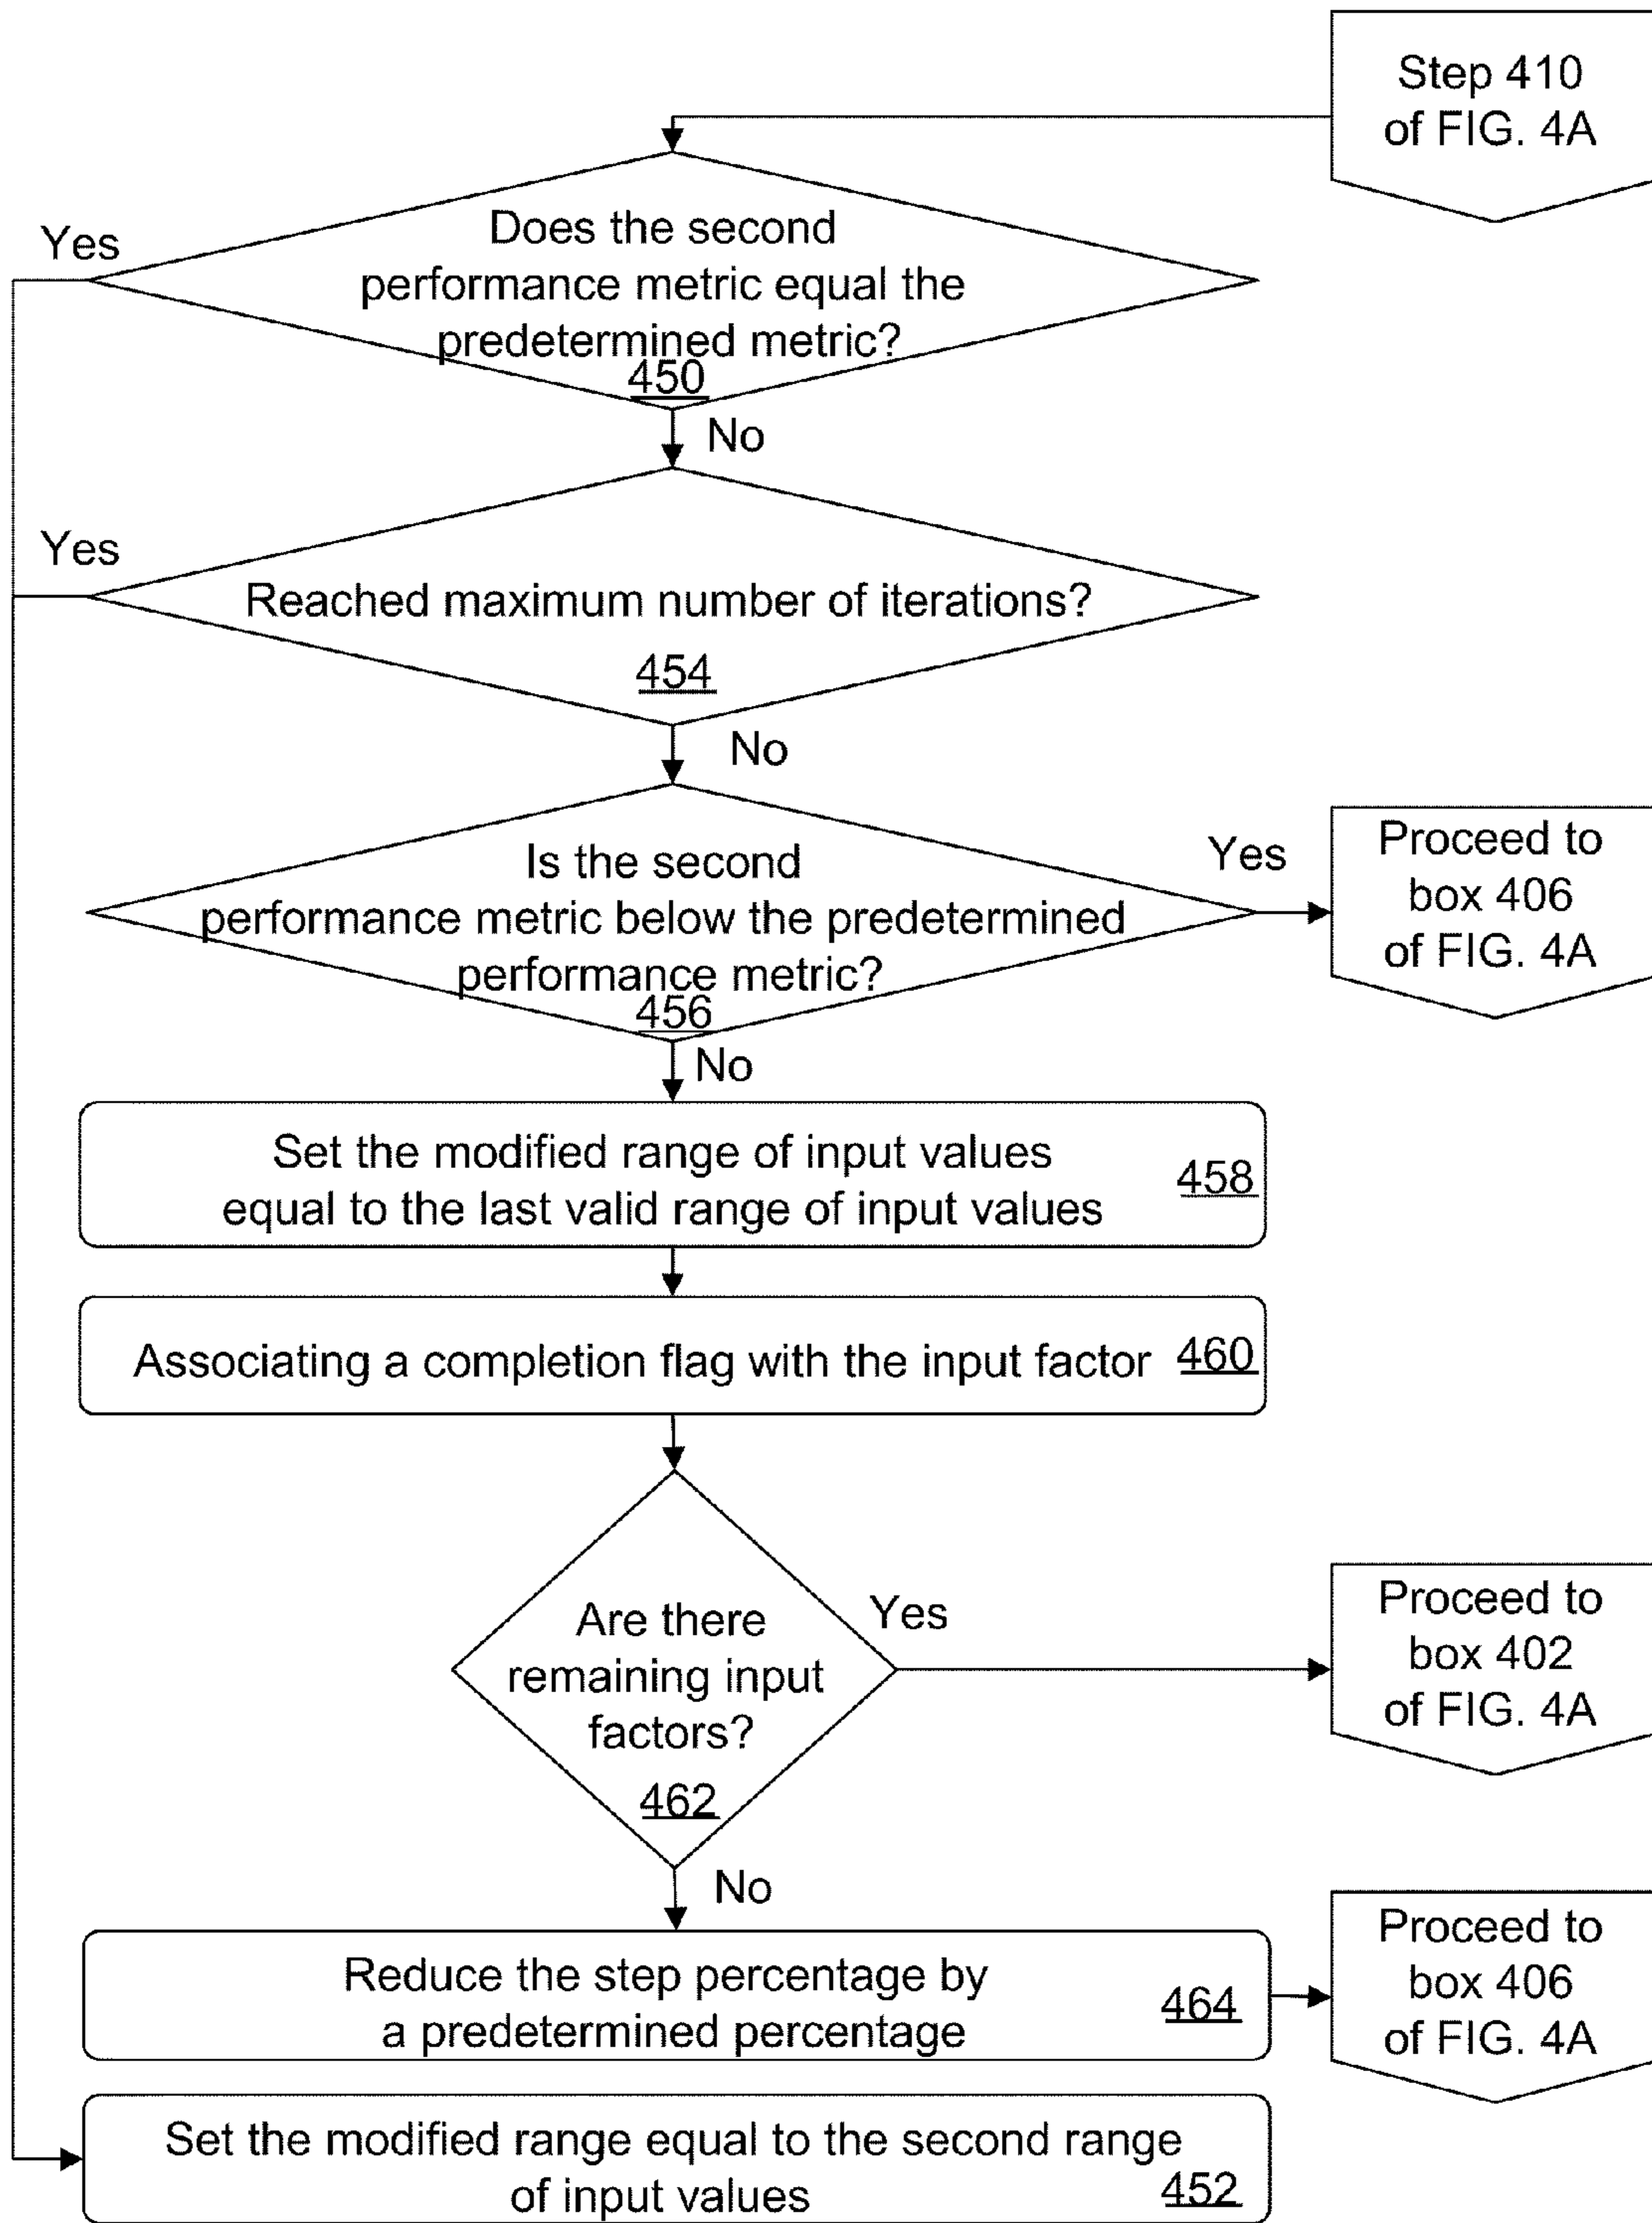 Step 410
of FIG. 4A
Yes
Does the second
performance metric equal the
predetermined metric?
450
No
Yes
Reached maximum number of iterations?
454
No
Is the second
performance metric below the predetermined
performance metric?
456
Yes
Proceed to
box 406
of FIG. 4A
No
Set the modified range of input values
equal to the last valid range of input values
458
Associating a completion flag with the input factor 460
Are there
remaining input
factors?
462
Yes
Proceed to
box 402
of FIG. 4A
No
Reduce the step percentage by
a predetermined percentage
464
Proceed to
box 406
of FIG. 4A
Set the modified range equal to the second range
of input values
452